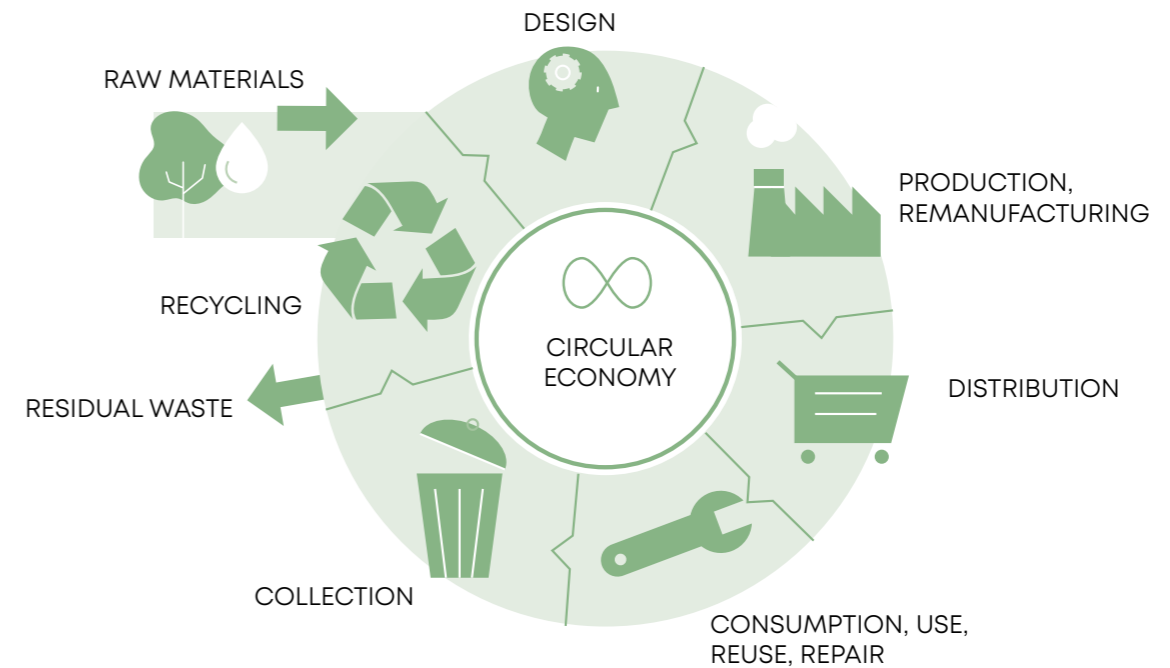 DESIGN
RAW MATERIALS
PRODUCTION,
REMANUFACTURING
RECYCLING
CIRCULAR
ECONOMY
DISTRIBUTION
RESIDUAL WASTE
COLLECTION
CONSUMPTION, USE,
REUSE, REPAIR